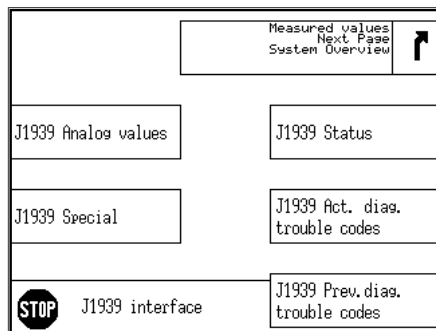 Measured values
Next Page
System Overview
J1939 Analog values
J1939 Status
J1939 Special
J1939 Act. diag.
trouble codes
STOP
J1939 interface
J1939 Prev.diag.
trouble codes